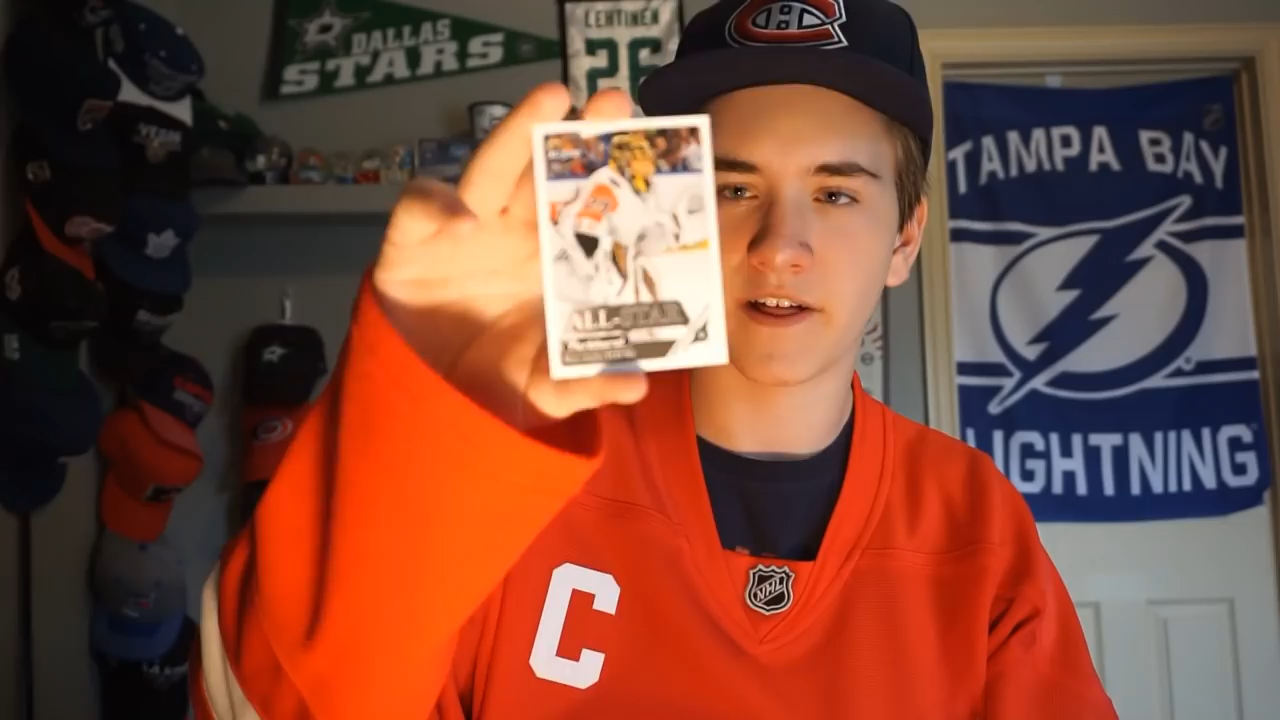 DALLAS
STARS
LEHTINEN
26
TAMPA BAY
LIGHTNING
ALL-STAR
C
NHL